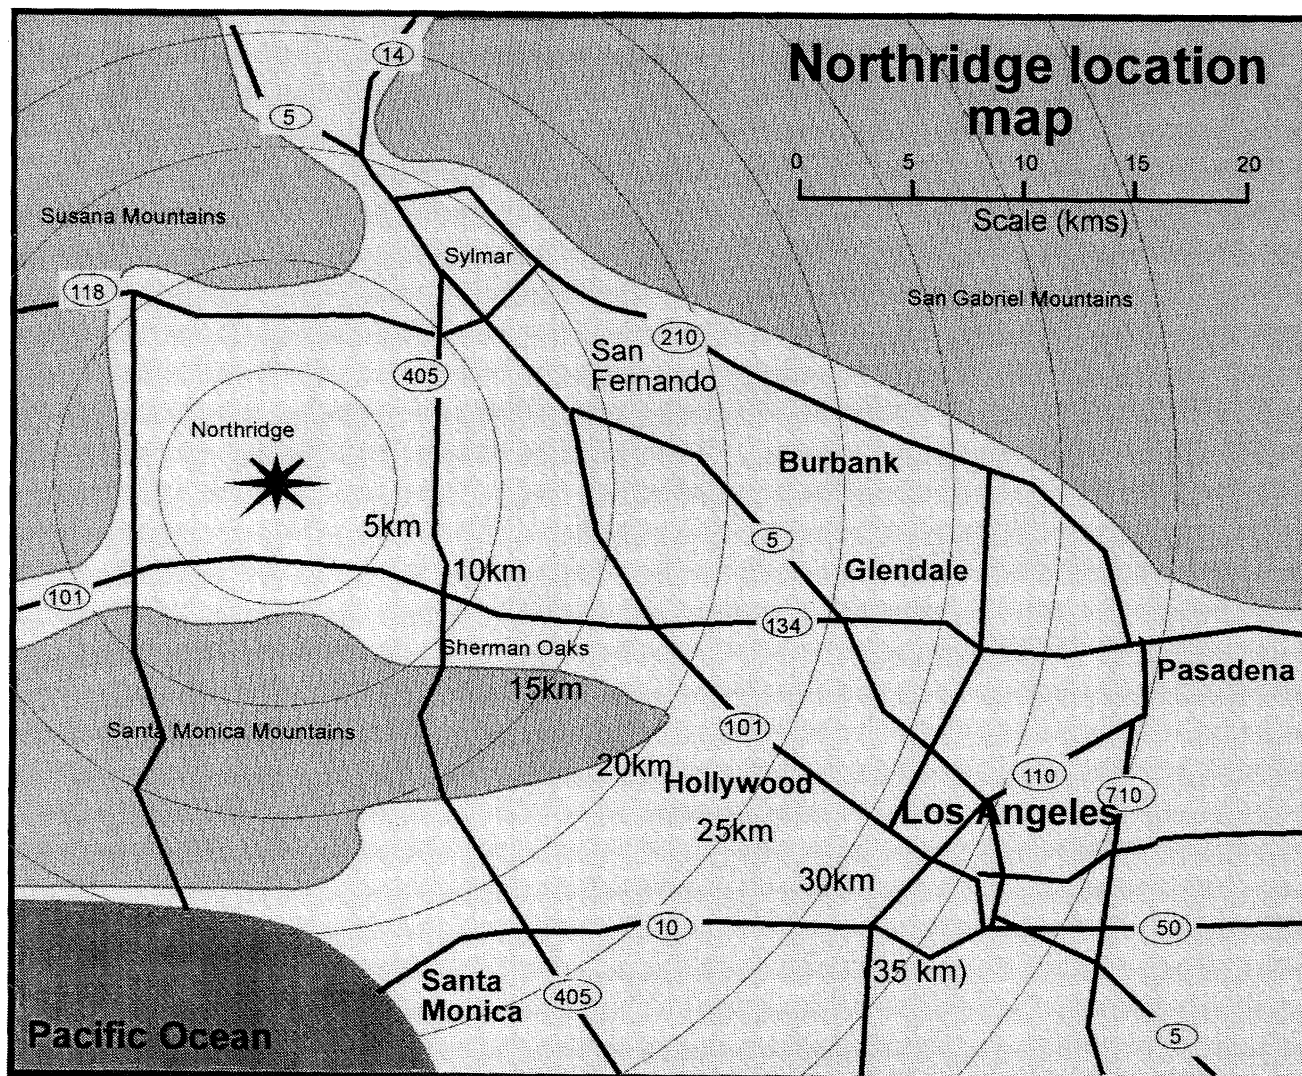 Northridge location
map
0 5 10 15 20
Scale (kms)
14
5
Susana Mountains
Sylmar
118
San Gabriel Mountains
210
San
Fernando
405
Northridge
Burbank
5km
5
10km
Glendale
101
134
Sherman Oaks
Pasadena
15km
Santa Monica Mountains
101
20km
Hollywood
110
710
Los Angeles
25km
30km
10
50
35 km)
Santa
Monica
405
Pacific Ocean
5